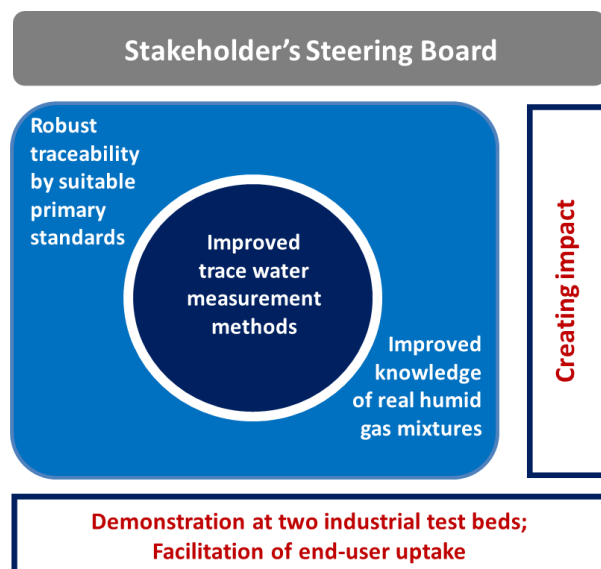 Stakeholder's Steering Board
Robust
traceability
by suitable
primary
standards
Improved
trace water
measurement
methods
Improved
knowledge
of real humid
gas mixtures
Creating impact
Demonstration at two industrial test beds;
Facilitation of end-user uptake